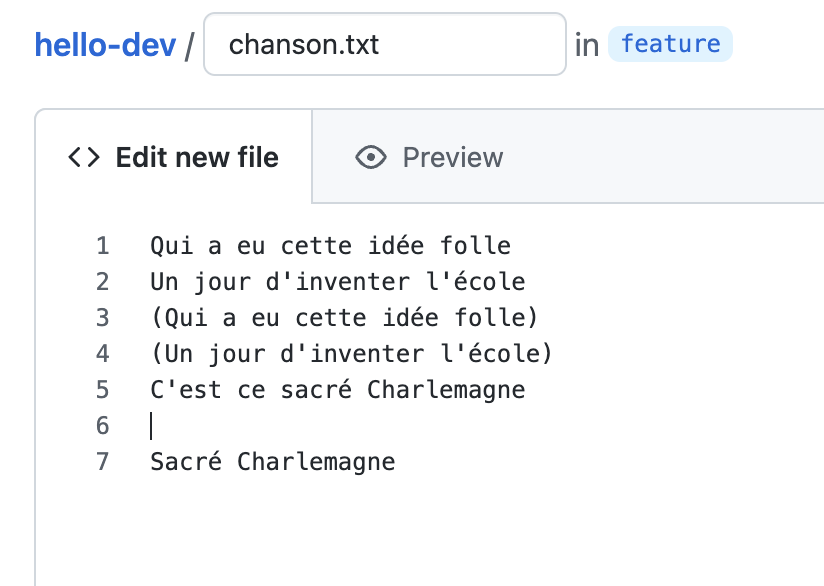 hello-dev / chanson.txt in feature
<> Edit new file Preview
1 Qui a eu cette idée folle
2 Un jour d'inventer l'école
3 (Qui a eu cette idée folle)
4 (Un jour d'inventer l'école)
5 C'est ce sacré Charlemagne
6
7 Sacré Charlemagne